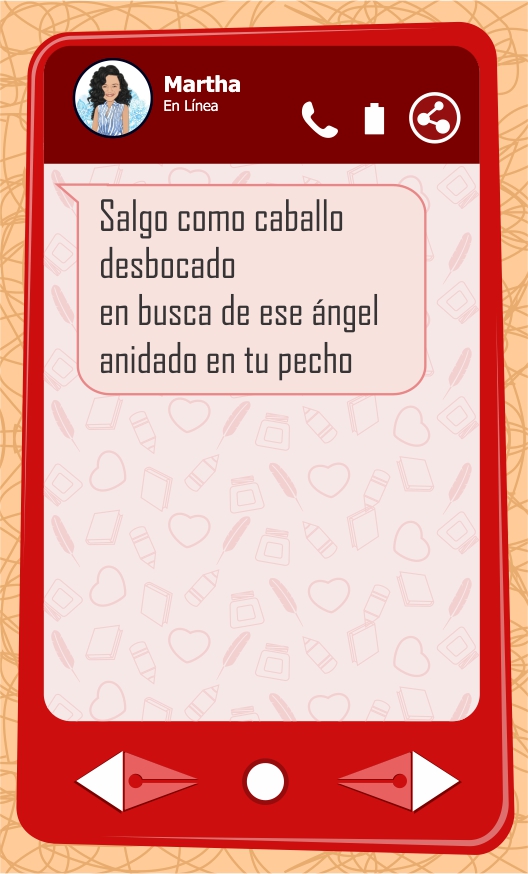 Martha
En Línea
Salgo como caballo
desbocado
en busca de ese ángel
anidado en tu pecho